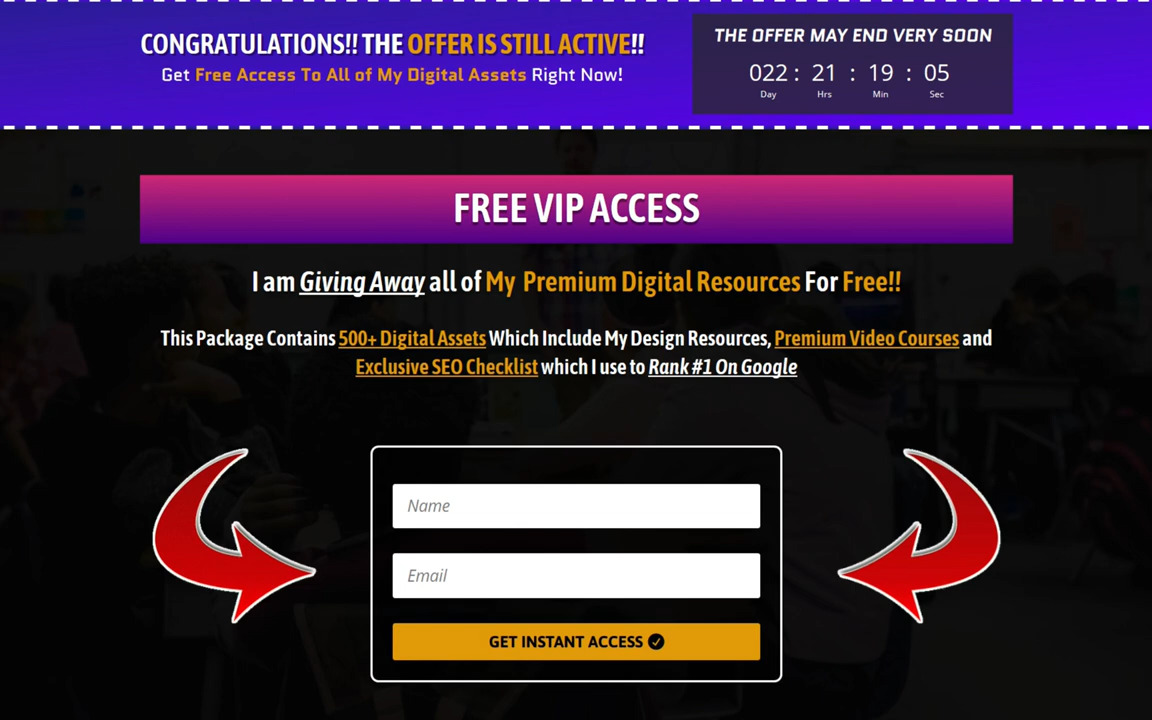 CONGRATULATIONS!! THE OFFER IS STILL ACTIVE!!
Get Free Access To All of My Digital Assets Right Now!
THE OFFER MAY END VERY SOON
022 : 21 : 19 : 05
Day Hrs Min Sec
FREE VIP ACCESS
I am Giving Away all of My Premium Digital Resources For Free!!
This Package Contains 500+ Digital Assets Which Include My Design Resources, Premium Video Courses and
Exclusive SEO Checklist which I use to Rank #1 On Google
Name
Email
GET INSTANT ACCESS